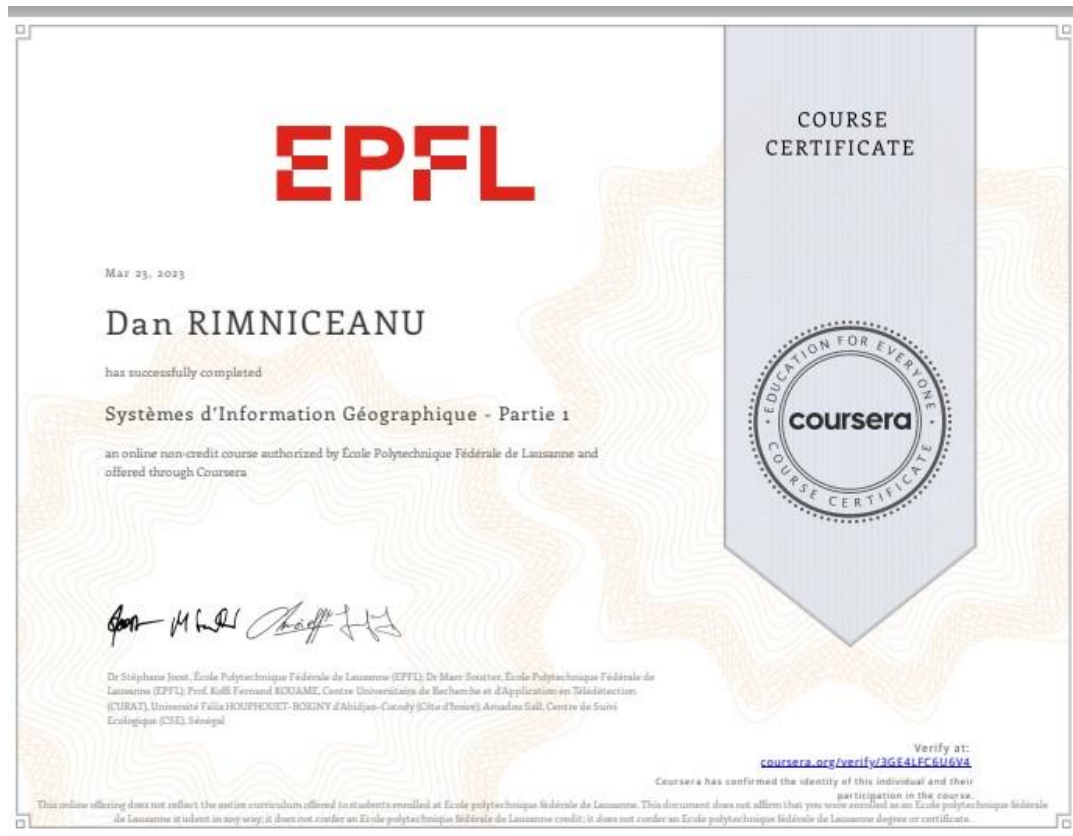 EPFL
COURSE
CERTIFICATE
Mar 23, 2023
Dan RIMNICEANU
has successfully completed
Systèmes d'Information Géographique - Partie 1
an online non-credit course authorized by École Polytechnique Fédérale de Lausanne and
offered through Coursera
EDUCATION FOR EVERYONE
coursera
COURSE CERTIFICATE
Dr Stéphane Joost, École Polytechnique Fédérale de Lausanne (EPFL); Dr Marc Soutter, École Polytechnique Fédérale de
Lausanne (EPFL); Prof. Koffi Fernand KOUAME, Centre Universitaire de Recherche et d'Application en Télédétection
(CURAT), Université Félix HOUPHOUET-BOIGNY d'Abidjan-Cocody (Côte d'Ivoire); Amadou Sall, Centre de Suivi
Ecologique (CSE), Sénégal
Verify at:
coursera.org/verify/3GE4LFC6U6V4
Coursera has confirmed the identity of this individual and their
participation in the course.
This online offering does not reflect the entire curriculum offered to students enrolled at Ecole polytechnique fédérale de Lausanne. This document does not affirm that you were enrolled as an Ecole polytechnique fédérale
de Lausanne student in any way; it does not confer an Ecole polytechnique fédérale de Lausanne credit; it does not confer an Ecole polytechnique fédérale de Lausanne degree or certificate.